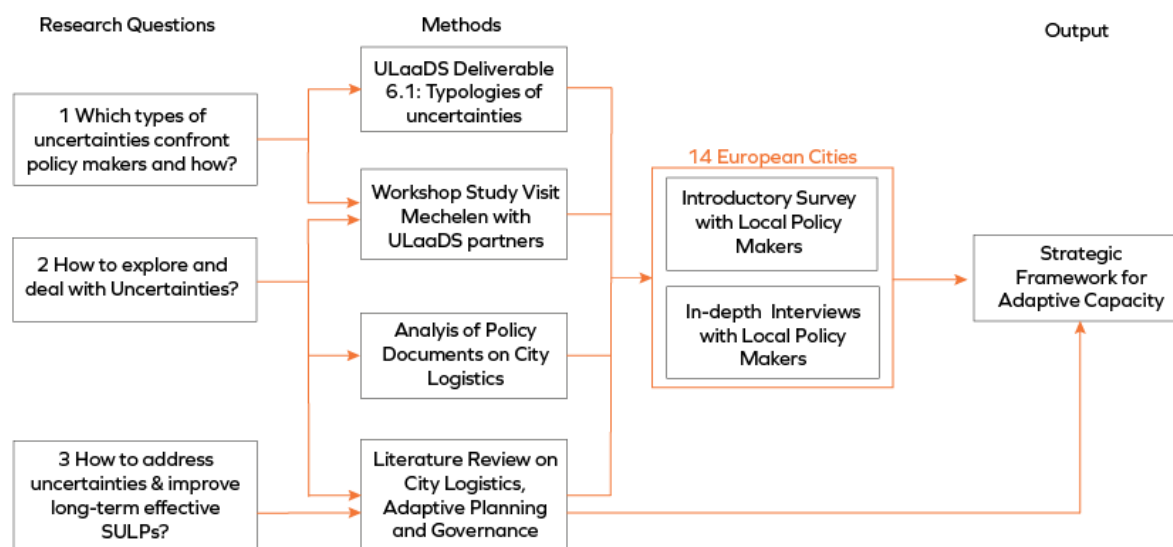 Research Questions
Methods
Output
1 Which types of
uncertainties confront
policy makers and how?
2 How to explore and
deal with Uncertainties?
3 How to address
uncertainties & improve
long-term effective
SULPs?
ULaaDS Deliverable
6.1: Typologies of
uncertainties
Workshop Study Visit
Mechelen with
ULaaDS partners
Analyis of Policy
Documents on City
Logistics
Literature Review on
City Logistics,
Adaptive Planning
and Governance
14 European Cities
Introductory Survey
with Local Policy
Makers
In-depth Interviews
with Local Policy
Makers
Strategic
Framework for
Adaptive Capacity